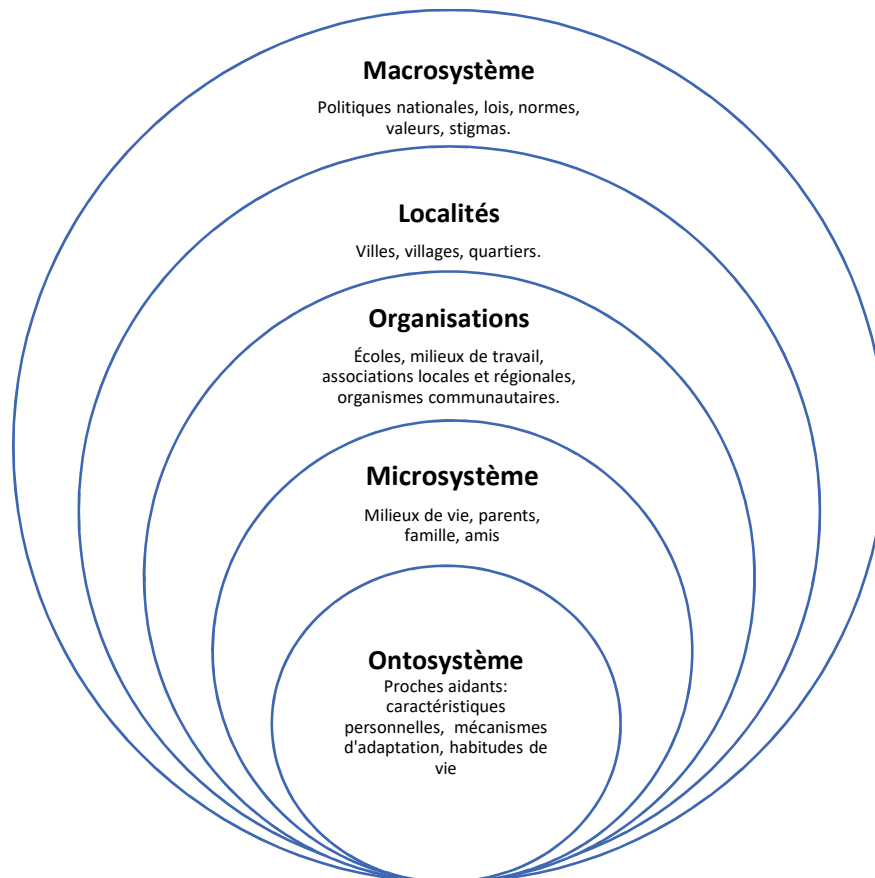 Macrosystème
Politiques nationales, lois, normes,
valeurs, stigmas.
Localités
Villes, villages, quartiers.
Organisations
Écoles, milieux de travail,
associations locales et régionales,
organismes communautaires.
Microsystème
Milieux de vie, parents,
famille, amis
Ontosystème
Proches aidants:
caractéristiques
personnelles, mécanismes
d'adaptation, habitudes de
vie